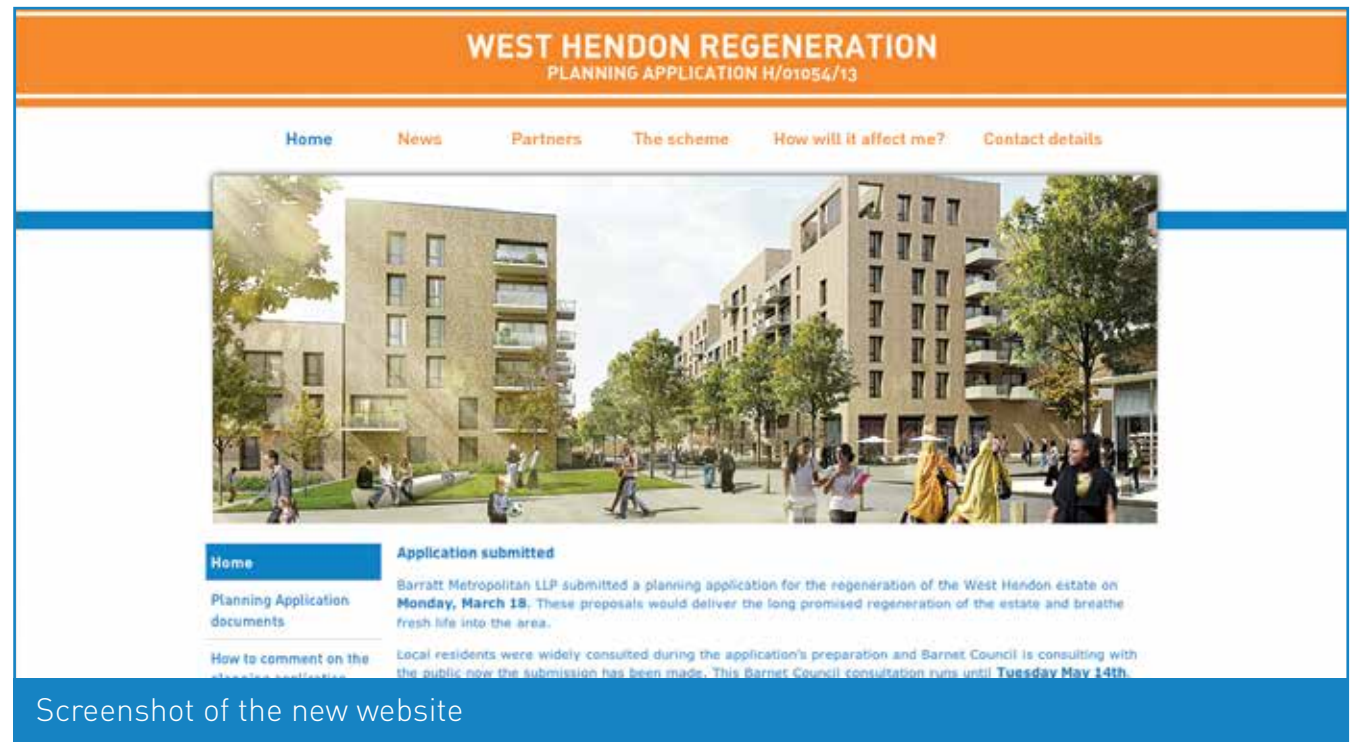 WEST HENDON REGENERATION
PLANNING APPLICATION H/01054/13
Home News Partners The scheme How will it affect me? Contact details
Home
Planning Application
documents
How to comment on the
planning application
Application submitted
Barratt Metropolitan LLP submitted a planning application for the regeneration of the West Hendon estate on
Monday, March 18. These proposals would deliver the long promised regeneration of the estate and breathe
fresh life into the area.
Local residents were widely consulted during the application's preparation and Barnet Council is consulting with
the public now the submission has been made. This Barnet Council consultation runs until Tuesday May 14th.
Screenshot of the new website